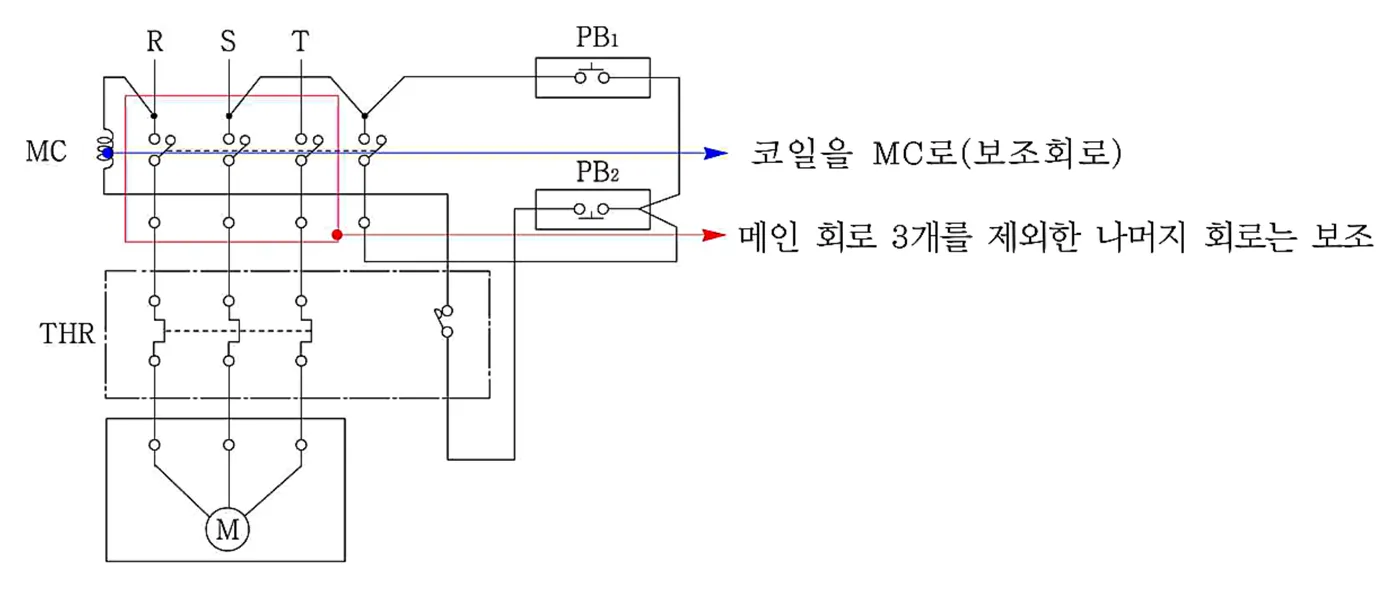 R S T
PB₁
MC
코일을 MC로(보조회로)
PB₂
메인 회로 3개를 제외한 나머지 회로는 보조
THR
M